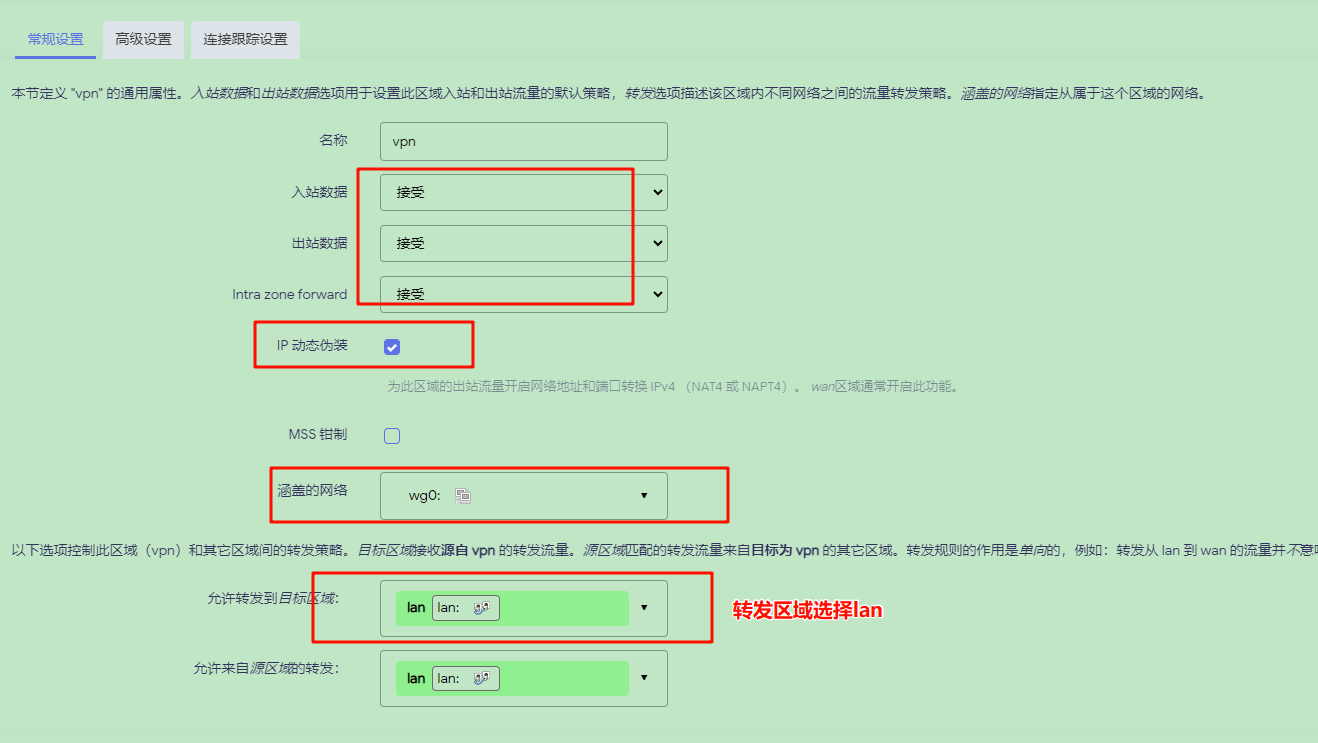 常规设置 高级设置 连接跟踪设置
本节定义 "vpn" 的通用属性。入站数据和出站数据选项用于设置此区域入站和出站流量的默认策略，转发选项描述该区域内不同网络之间的流量转发策略。涵盖的网络指定从属于这个区域的网络。
名称 vpn
入站数据 接受
出站数据 接受
Intra zone forward 接受
IP 动态伪装
为此区域的出站流量开启网络地址和端口转换 IPv4 （NAT4 或 NAPT4）。 wan区域通常开启此功能。
MSS 钳制
涵盖的网络 wg0:
以下选项控制此区域（vpn）和其它区域间的转发策略。目标区域接收源自 vpn 的转发流量。源区域匹配的转发流量来自目标为 vpn 的其它区域。转发规则的作用是单向的，例如：转发从 lan 到 wan 的流量并不意
允许转发到目标区域： lan lan: 转发区域选择lan
允许来自源区域的转发： lan lan: